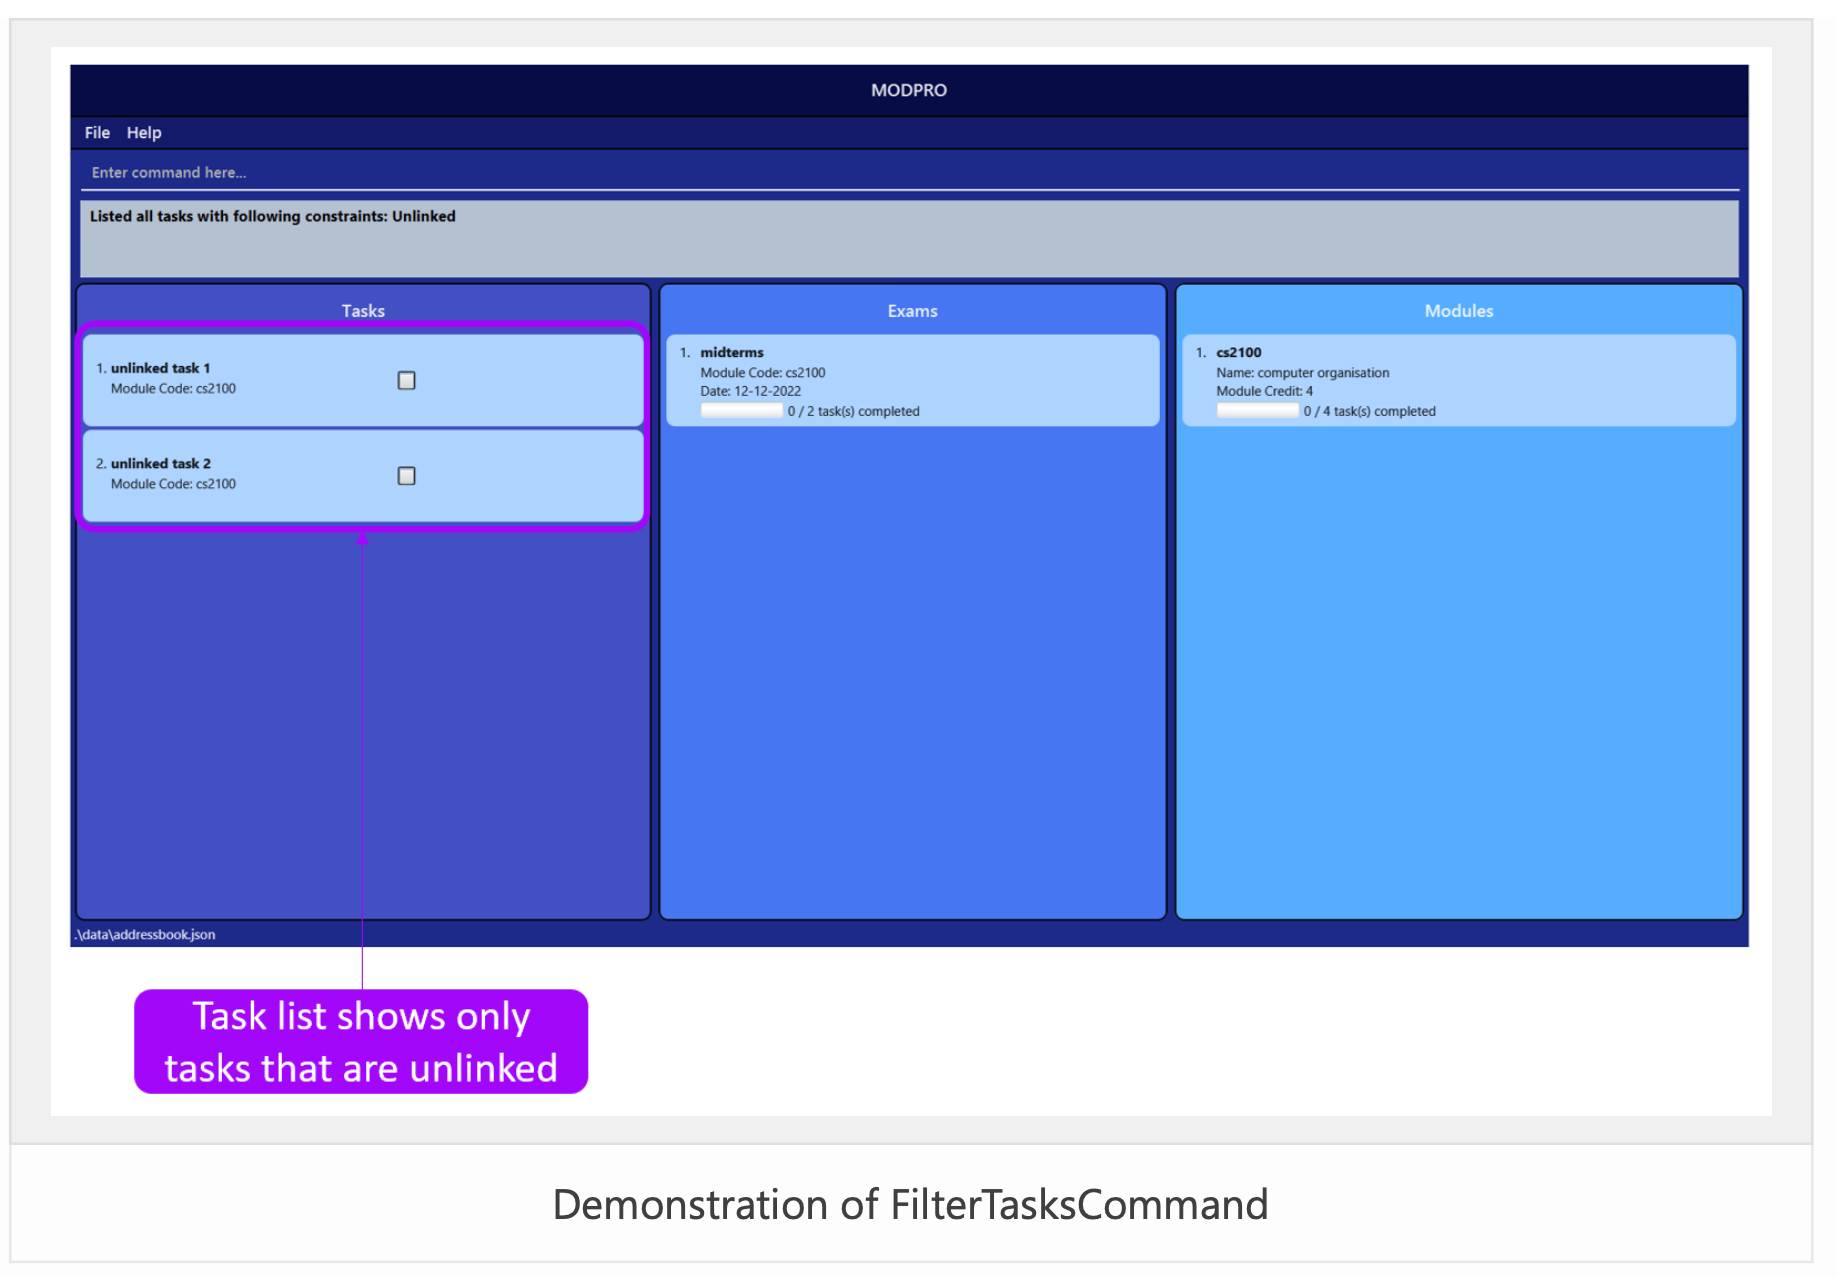 MODPRO
File Help
Enter command here...
Listed all tasks with following constraints: Unlinked
Tasks
1. unlinked task 1
Module Code: cs2100
2. unlinked task 2
Module Code: cs2100
Exams
1. midterms
Module Code: cs2100
Date: 12-12-2022
0 / 2 task(s) completed
Modules
1. cs2100
Name: computer organisation
Module Credit: 4
0 / 4 task(s) completed
.\data\addressbook.json
Task list shows only
tasks that are unlinked
Demonstration of FilterTasksCommand